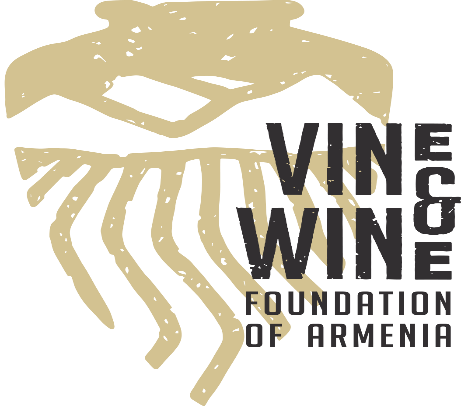 VINE
&
WINE
FOUNDATION
OF ARMENIA